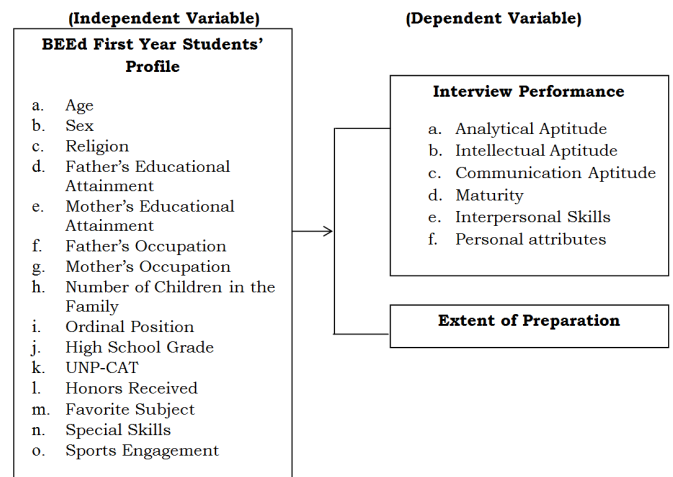 (Independent Variable)
BEEd First Year Students'
Profile
a. Age
b. Sex
c. Religion
d. Father's Educational
Attainment
e. Mother's Educational
Attainment
f. Father's Occupation
g. Mother's Occupation
h. Number of Children in the
Family
i. Ordinal Position
j. High School Grade
k. UNP-CAT
l. Honors Received
m. Favorite Subject
n. Special Skills
o. Sports Engagement
(Dependent Variable)
Interview Performance
a. Analytical Aptitude
b. Intellectual Aptitude
c. Communication Aptitude
d. Maturity
e. Interpersonal Skills
f. Personal attributes
Extent of Preparation